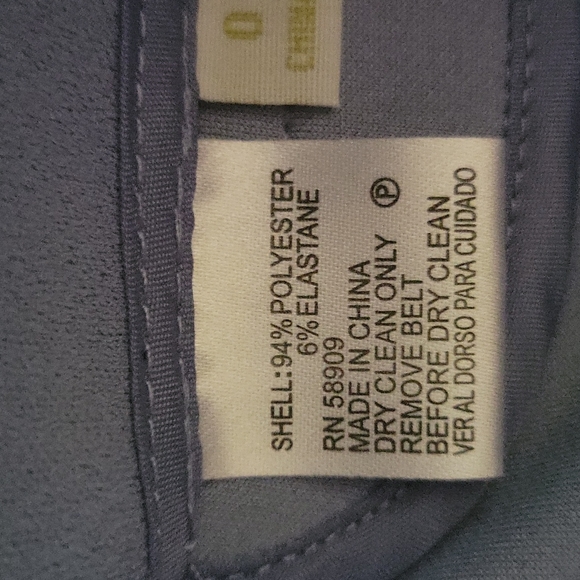 0
CHINA
SHELL: 94% POLYESTER
6% ELASTANE
RN 58909
MADE IN CHINA
DRY CLEAN ONLY Ⓟ
REMOVE BELT
BEFORE DRY CLEAN
VER AL DORSO PARA CUIDADO